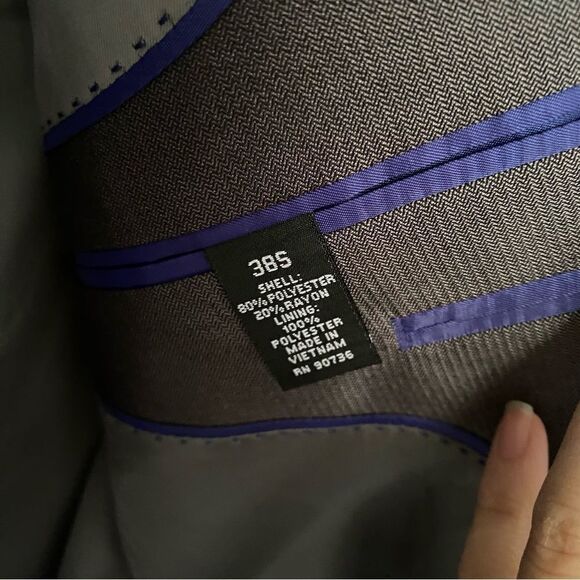 38S
SHELL:
80% POLYESTER
20% RAYON
LINING:
100%
POLYESTER
MADE IN
VIETNAM
RN 90736